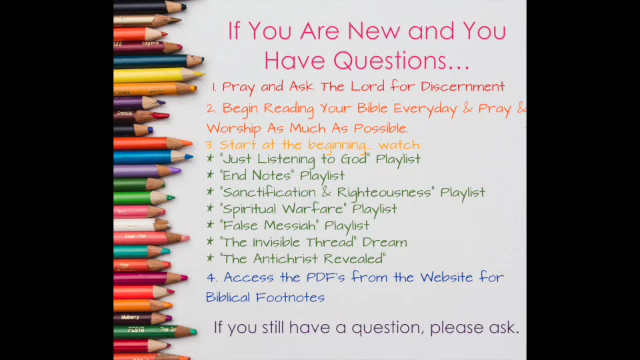 If You Are New and You
Have Questions...
1. Pray and Ask The Lord for Discernment
2. Begin Reading Your Bible Everyday & Pray &
Worship As Much As Possible.
3. Start at the beginning... watch
* "Just Listening to God" Playlist
* "End Notes" Playlist
* "Sanctification & Righteousness" Playlist
* "Spiritual Warfare" Playlist
* "False Messiah" Playlist
* "The Invisible Thread" Dream
* "The Antichrist Revealed"
4. Access the PDF's from the Website for
Biblical Footnotes
If you still have a question, please ask.